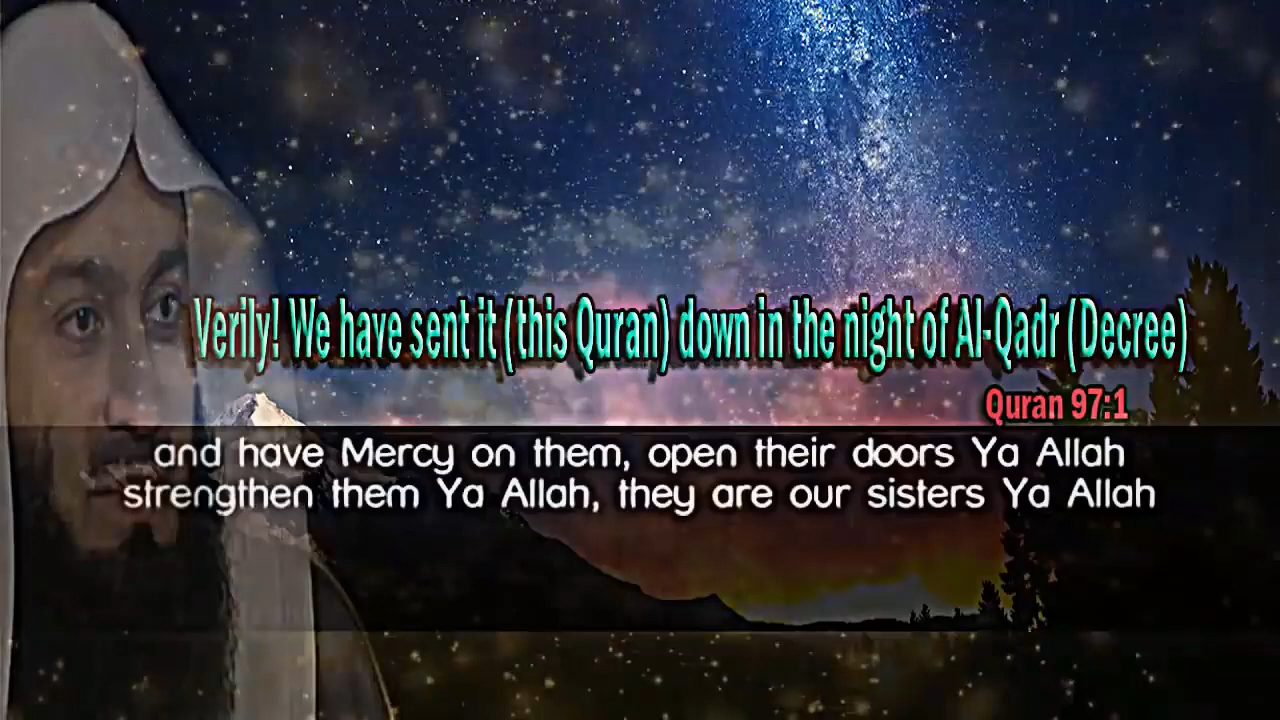 Verily! We have sent it (this Quran) down in the night of Al-Qadr (Decree)
Quran 97:1
and have Mercy on them, open their doors Ya Allah
strengthen them Ya Allah, they are our sisters Ya Allah